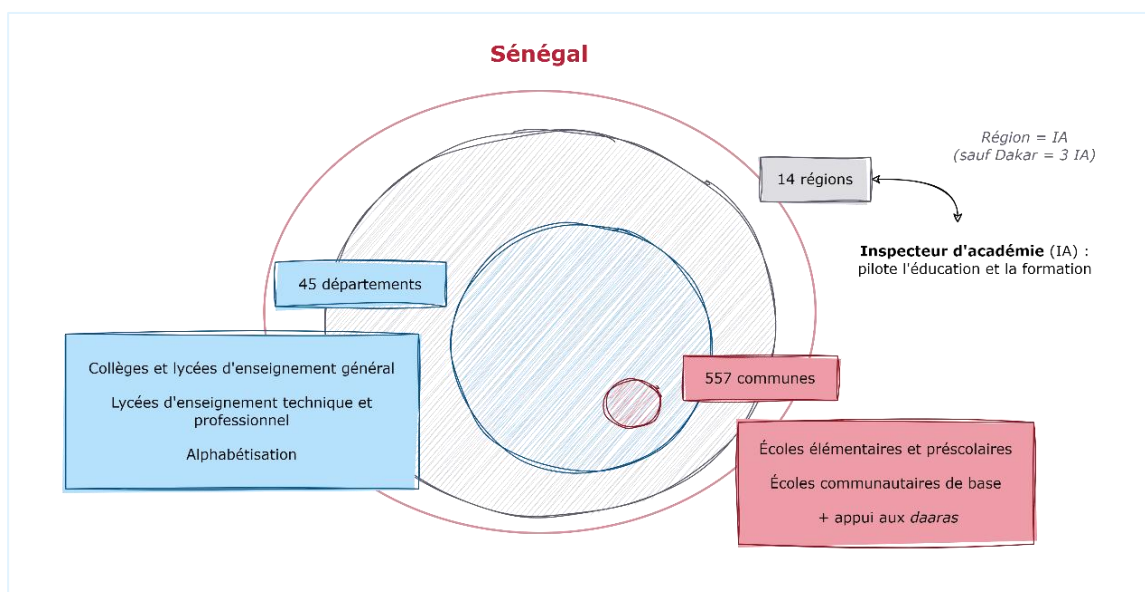 Sénégal
Région = IA
(sauf Dakar = 3 IA)
14 régions
Inspecteur d'académie (IA) :
pilote l'éducation et la formation
45 départements
Collèges et lycées d'enseignement général
Lycées d'enseignement technique et
professionnel
Alphabétisation
557 communes
Écoles élémentaires et préscolaires
Écoles communautaires de base
+ appui aux daaras